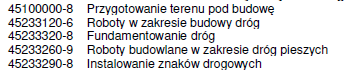 45100000-8 Przygotowanie terenu pod budowę
45233120-6 Roboty w zakresie budowy dróg
45233320-8 Fundamentowanie dróg
45233260-9 Roboty budowlane w zakresie dróg pieszych
45233290-8 Instalowanie znaków drogowych